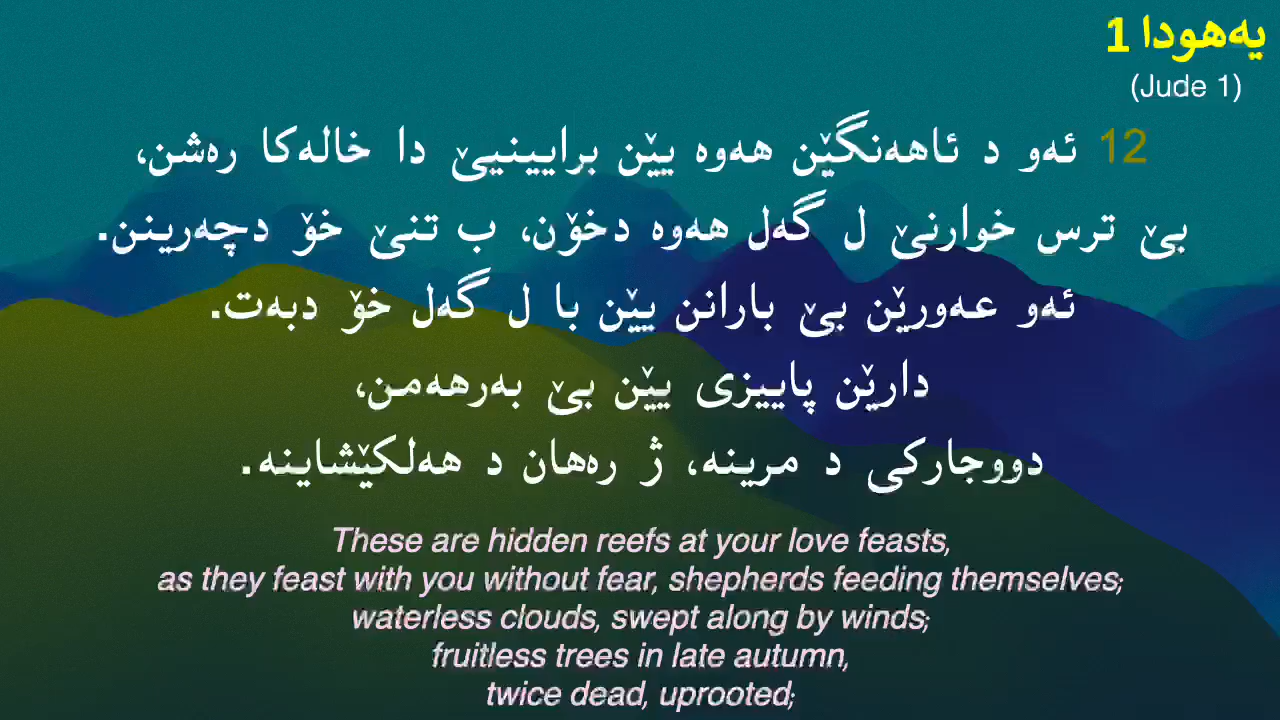 یەهودا 1
(Jude 1)
12 ئەو د ئاهەنگێن هەوە یێن براینییێ دا خالەکا رەشن،
بێ ترس خوارنێ ل گەل هەوە دخۆن، ب تنێ خۆ دچەرینن.
ئەو عەورێن بێ بارانن یێن با ل گەل خۆ دبەت.
دارێن پاییزی یێن بێ بەرهەمن،
دووجارکی د مرینە، ژ رەهان د هەلکێشاینە.
These are hidden reefs at your love feasts,
as they feast with you without fear, shepherds feeding themselves;
waterless clouds, swept along by winds;
fruitless trees in late autumn,
twice dead, uprooted;